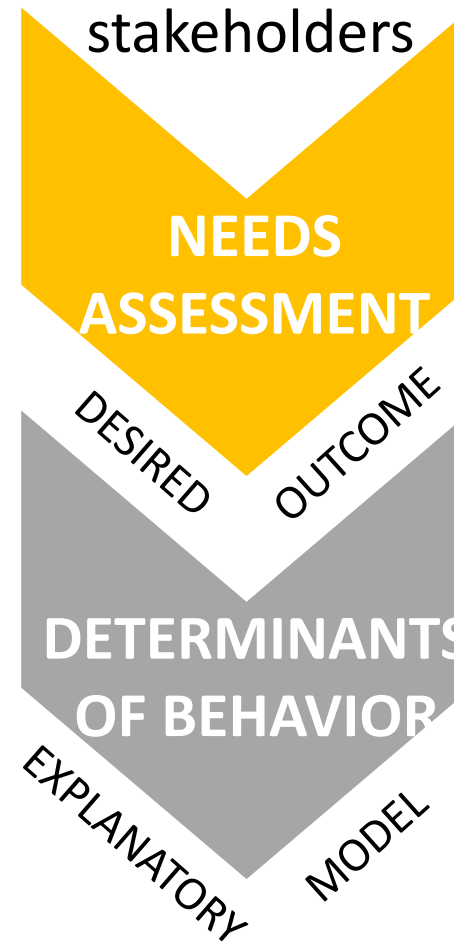 stakeholders
NEEDS
ASSESSMENT
DESIRED OUTCOME
DETERMINANTS
OF BEHAVIOR
EXPLANATORY MODEL